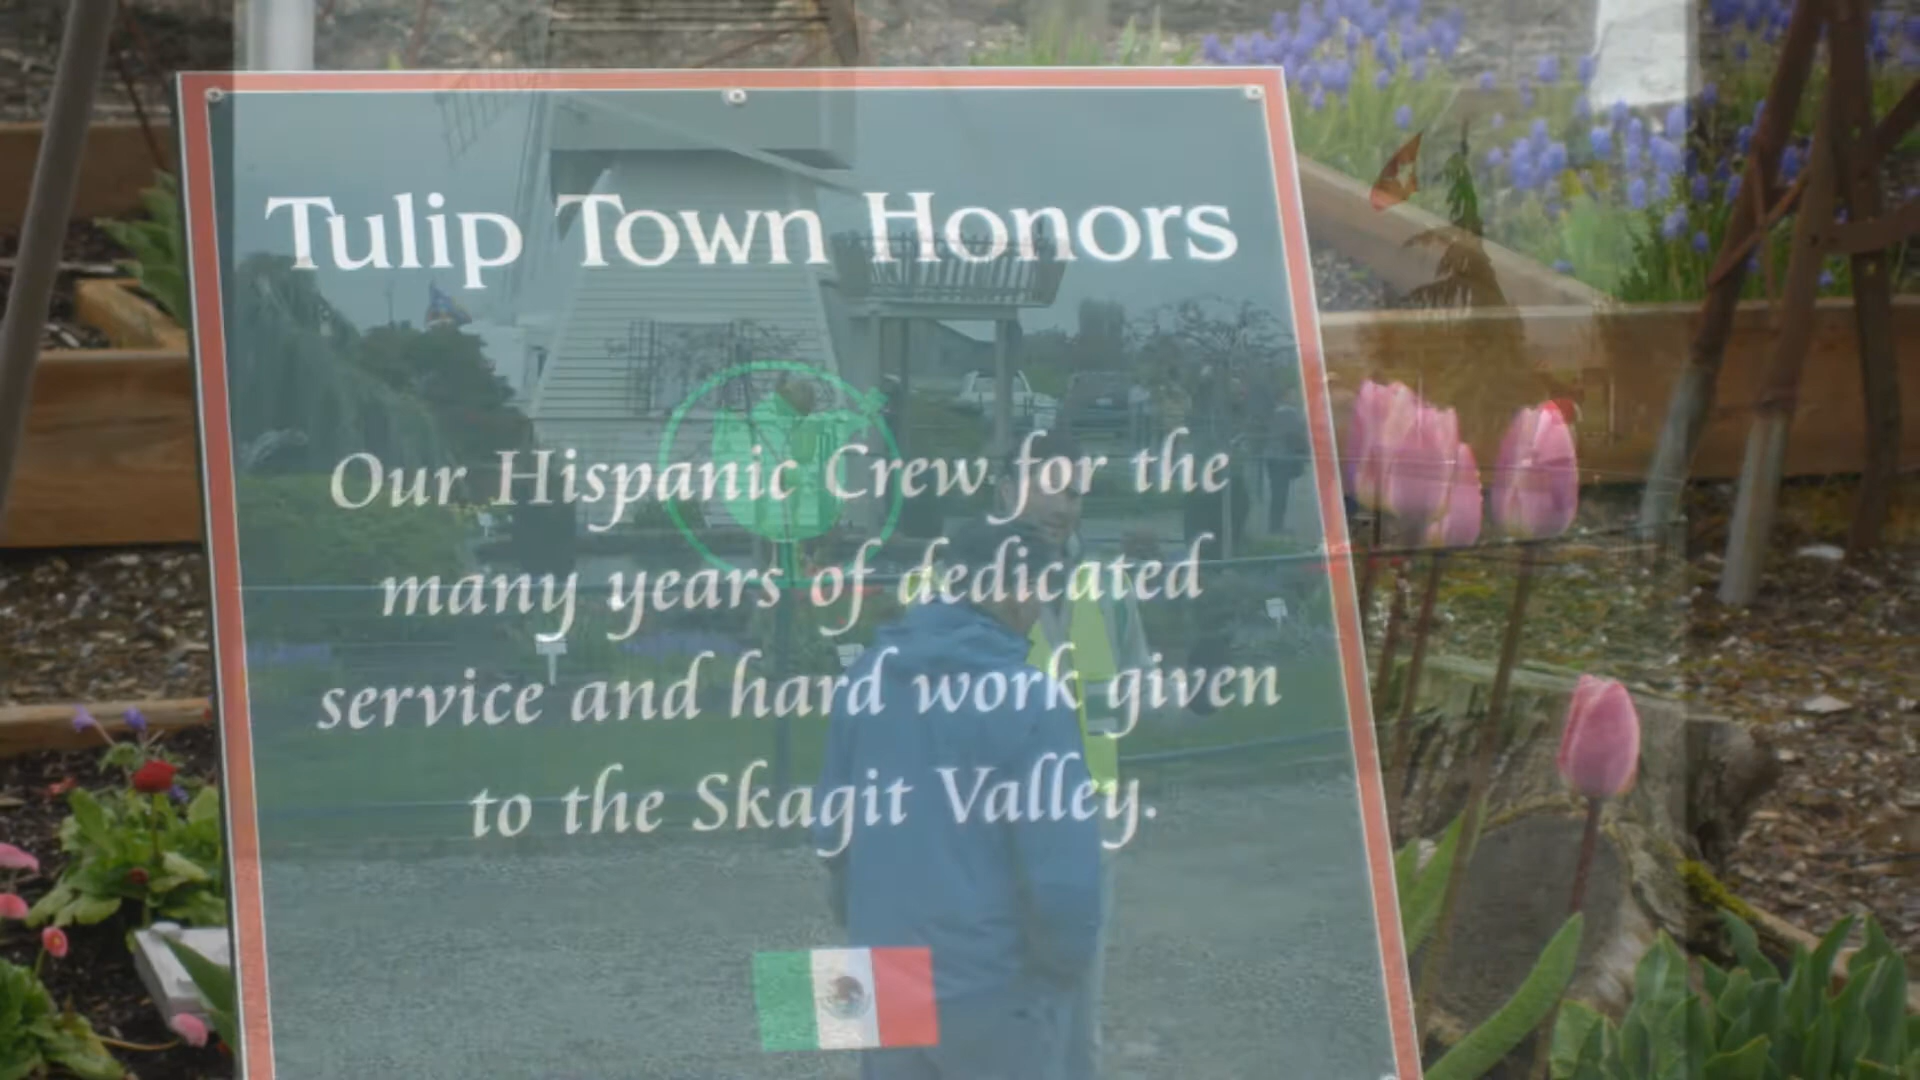 Tulip Town Honors
Our Hispanic Crew for the
many years of dedicated
service and hard work given
to the Skagit Valley.